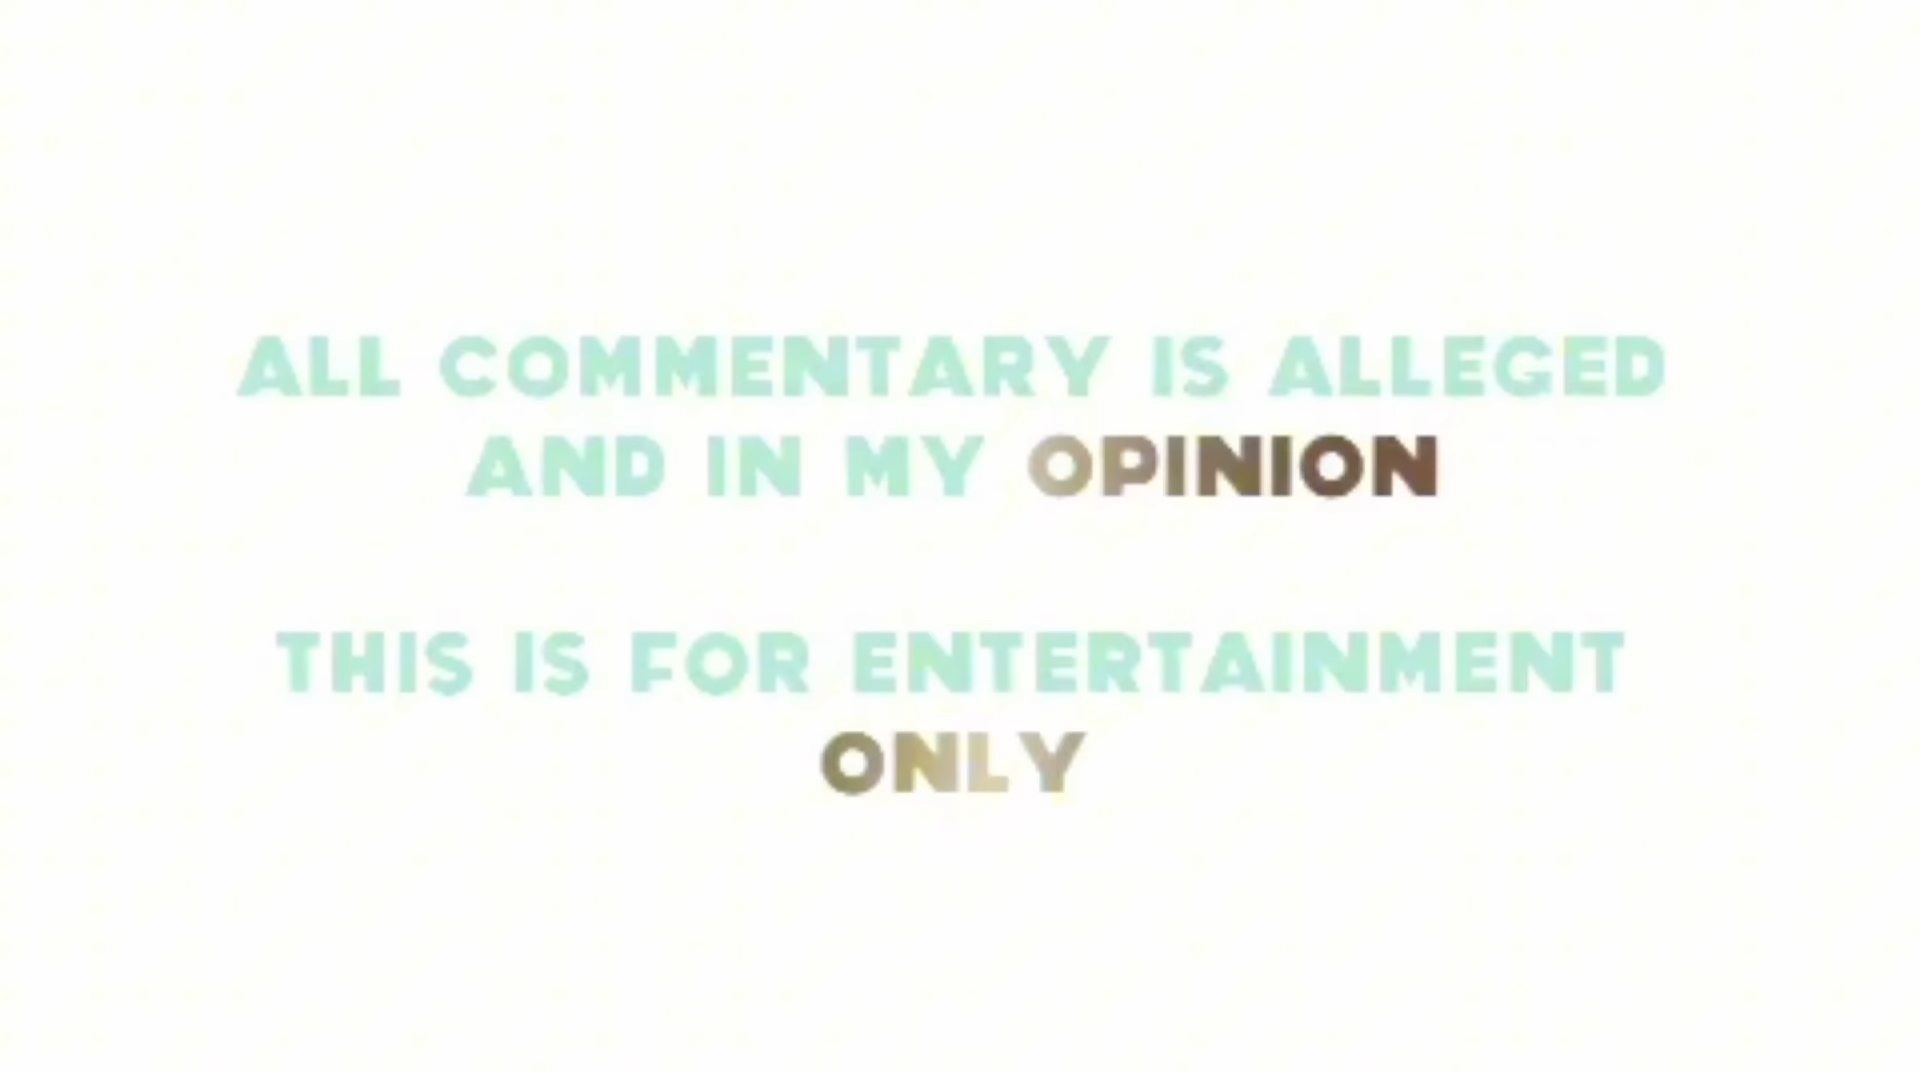 ALL COMMENTARY IS ALLEGED
AND IN MY OPINION
THIS IS FOR ENTERTAINMENT
ONLY